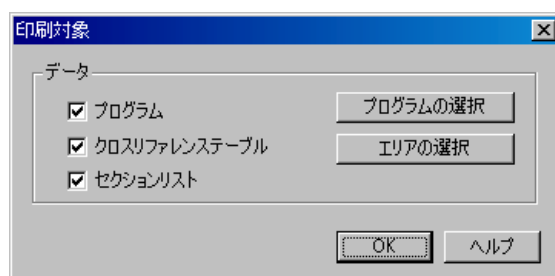 印刷対象
データ
プログラム
プログラムの選択
クロスリファレンステーブル
エリアの選択
セクションリスト
OK
ヘルプ